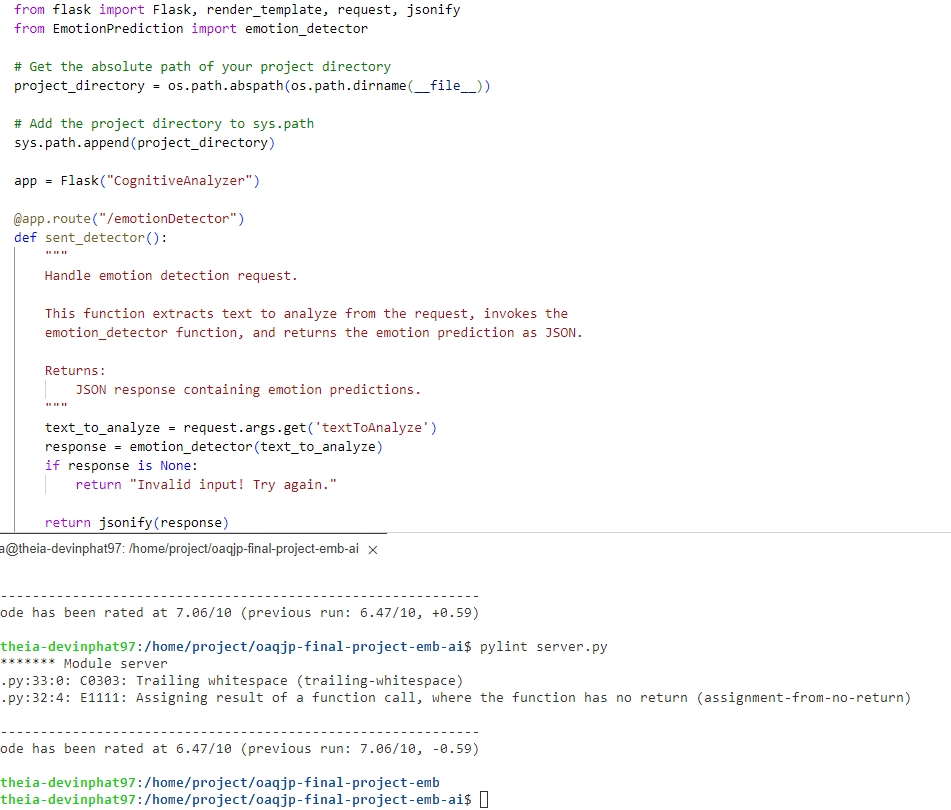 from flask import Flask, render_template, request, jsonify
from EmotionPrediction import emotion_detector
# Get the absolute path of your project directory
project_directory = os.path.abspath(os.path.dirname(__file__))
# Add the project directory to sys.path
sys.path.append(project_directory)
app = Flask("CognitiveAnalyzer")
@app.route("/emotionDetector")
def sent_detector():
"""
Handle emotion detection request.
This function extracts text to analyze from the request, invokes the
emotion_detector function, and returns the emotion prediction as JSON.
Returns:
JSON response containing emotion predictions.
"""
text_to_analyze = request.args.get('textToAnalyze')
response = emotion_detector(text_to_analyze)
if response is None:
return "Invalid input! Try again."
return jsonify(response)
a@theia-devinphat97: /home/project/oaqjp-final-project-emb-ai ×
------------------------------------------------------------
ode has been rated at 7.06/10 (previous run: 6.47/10, +0.59)
theia-devinphat97:/home/project/oaqjp-final-project-emb-ai$ pylint server.py
******* Module server
.py:33:0: C0303: Trailing whitespace (trailing-whitespace)
.py:32:4: E1111: Assigning result of a function call, where the function has no return (assignment-from-no-return)
------------------------------------------------------------
ode has been rated at 6.47/10 (previous run: 7.06/10, -0.59)
theia-devinphat97:/home/project/oaqjp-final-project-emb
theia-devinphat97:/home/project/oaqjp-final-project-emb-ai$